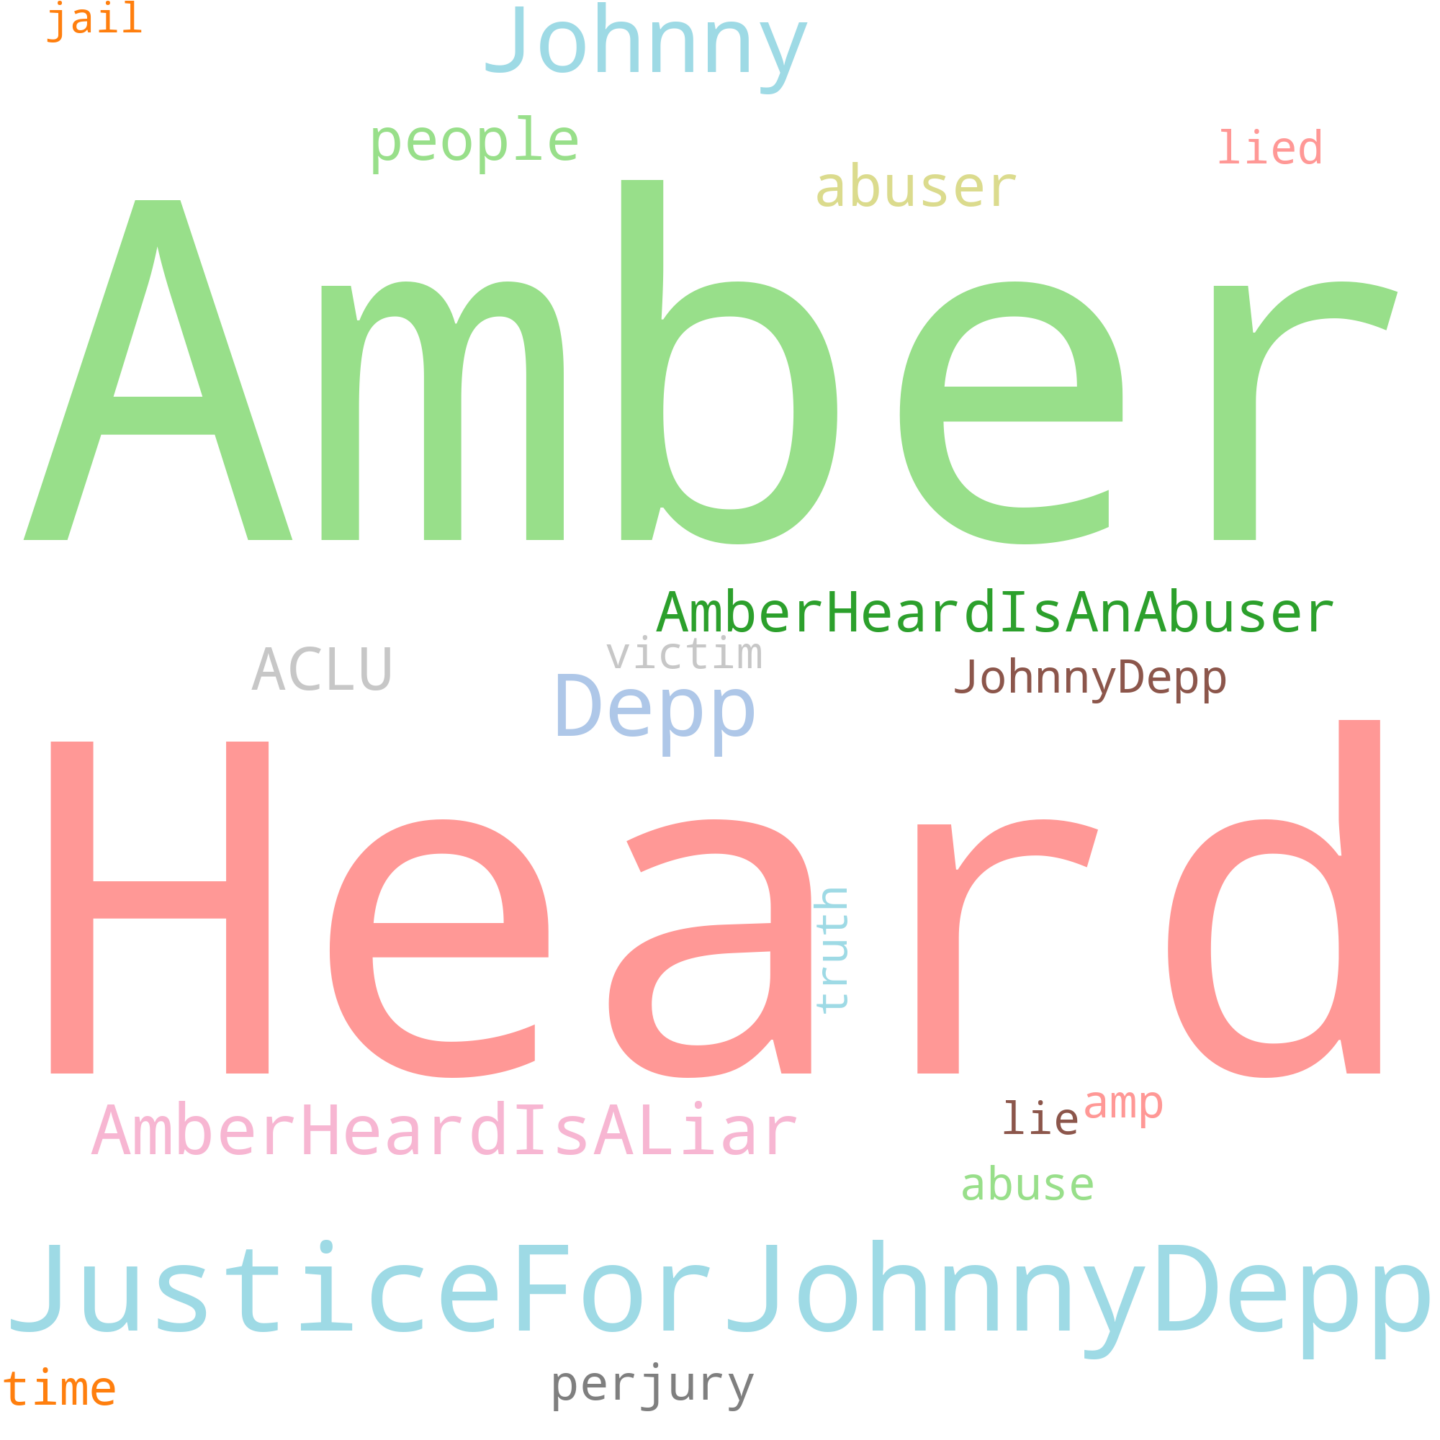 jail
Johnny
people
lied
abuser
Amber
AmberHeardIsAnAbuser
victim
ACLU
JohnnyDepp
Depp
Heard
truth
AmberHeardIsALiar
lie
amp
abuse
JusticeForJohnnyDepp
time
perjury